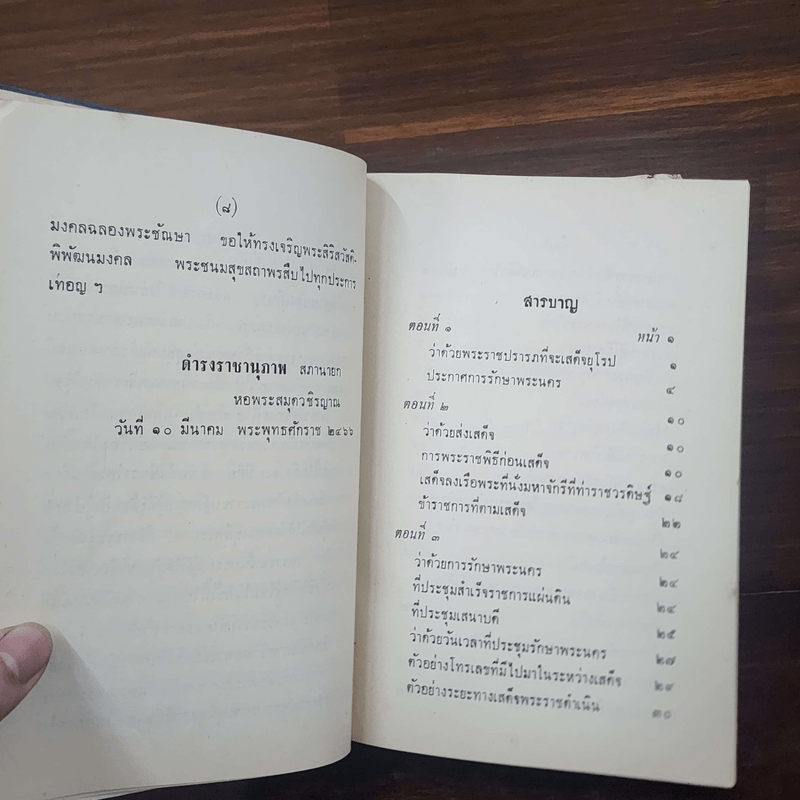 (๘)
มงคลฉลองพระชัณษา ขอให้ทรงเจริญพระสิริสวัสดิ-
พิพัฒนมงคล พระชนมสุขสถาพรสืบไปทุกประการ
เทอญ ฯ
ดำรงราชานุภาพ สภานายก
หอพระสมุดวชิรญาณ
วันที่ ๑๐ มีนาคม พระพุทธศักราช ๒๔๖๖
สารบาญ
ตอนที่ ๑ หน้า ๑
ว่าด้วยพระราชปรารภที่จะเสด็จยุโรป ๑
ประกาศการรักษาพระนคร ๔
ตอนที่ ๒ ๑๐
ว่าด้วยส่งเสด็จ ๑๐
การพระราชพิธีก่อนเสด็จ ๑๐
เสด็จลงเรือพระที่นั่งมหาจักรีที่ท่าราชวรดิษฐ์ ๑๘
ข้าราชการที่ตามเสด็จ ๒๒
ตอนที่ ๓ ๒๔
ว่าด้วยการรักษาพระนคร ๒๔
ที่ประชุมสำเร็จราชการแผ่นดิน ๒๔
ที่ประชุมเสนาบดี ๒๕
ว่าด้วยวันเวลาที่ประชุมรักษาพระนคร ๒๗
ตัวอย่างโทรเลขที่มีไปมาในระหว่างเสด็จ ๒๙
ตัวอย่างระยะทางเสด็จพระราชดำเนิน ๓๐